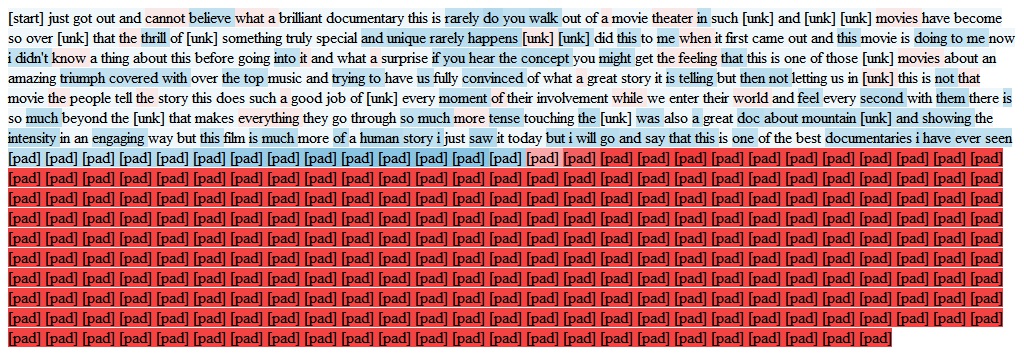 [start] just got out and cannot believe what a brilliant documentary this is rarely do you walk out of a movie theater in such [unk] and [unk] [unk] movies have become
so over [unk] that the thrill of [unk] something truly special and unique rarely happens [unk] [unk] did this to me when it first came out and this movie is doing to me now
i didn't know a thing about this before going into it and what a surprise if you hear the concept you might get the feeling that this is one of those [unk] movies about an
amazing triumph covered with over the top music and trying to have us fully convinced of what a great story it is telling but then not letting us in [unk] this is not that
movie the people tell the story this does such a good job of [unk] every moment of their involvement while we enter their world and feel every second with them there is
so much beyond the [unk] that makes everything they go through so much more tense touching the [unk] was also a great doc about mountain [unk] and showing the
intensity in an engaging way but this film is much more of a human story i just saw it today but i will go and say that this is one of the best documentaries i have ever seen
[pad] [pad] [pad] [pad] [pad] [pad] [pad] [pad] [pad] [pad] [pad] [pad] [pad] [pad] [pad] [pad] [pad] [pad] [pad] [pad] [pad] [pad] [pad] [pad] [pad] [pad] [pad]
[pad] [pad] [pad] [pad] [pad] [pad] [pad] [pad] [pad] [pad] [pad] [pad] [pad] [pad] [pad] [pad] [pad] [pad] [pad] [pad] [pad] [pad] [pad] [pad] [pad] [pad] [pad]
[pad] [pad] [pad] [pad] [pad] [pad] [pad] [pad] [pad] [pad] [pad] [pad] [pad] [pad] [pad] [pad] [pad] [pad] [pad] [pad] [pad] [pad] [pad] [pad] [pad] [pad] [pad]
[pad] [pad] [pad] [pad] [pad] [pad] [pad] [pad] [pad] [pad] [pad] [pad] [pad] [pad] [pad] [pad] [pad] [pad] [pad] [pad] [pad] [pad] [pad] [pad] [pad] [pad] [pad]
[pad] [pad] [pad] [pad] [pad] [pad] [pad] [pad] [pad] [pad] [pad] [pad] [pad] [pad] [pad] [pad] [pad] [pad] [pad] [pad] [pad] [pad] [pad] [pad] [pad] [pad] [pad]
[pad] [pad] [pad] [pad] [pad] [pad] [pad] [pad] [pad] [pad] [pad] [pad] [pad] [pad] [pad] [pad] [pad] [pad] [pad] [pad] [pad] [pad] [pad] [pad] [pad] [pad] [pad]
[pad] [pad] [pad] [pad] [pad] [pad] [pad] [pad] [pad] [pad] [pad] [pad] [pad] [pad] [pad] [pad] [pad] [pad] [pad] [pad] [pad] [pad] [pad] [pad] [pad] [pad] [pad]
[pad] [pad] [pad] [pad] [pad] [pad] [pad] [pad] [pad] [pad] [pad] [pad] [pad] [pad] [pad] [pad] [pad] [pad] [pad] [pad] [pad] [pad] [pad] [pad] [pad] [pad] [pad]
[pad] [pad] [pad] [pad] [pad] [pad] [pad] [pad] [pad] [pad] [pad] [pad] [pad] [pad] [pad] [pad] [pad] [pad] [pad] [pad] [pad] [pad] [pad] [pad] [pad] [pad] [pad]
[pad] [pad] [pad] [pad] [pad] [pad] [pad] [pad] [pad] [pad] [pad] [pad] [pad] [pad] [pad] [pad] [pad] [pad] [pad] [pad] [pad] [pad] [pad] [pad]